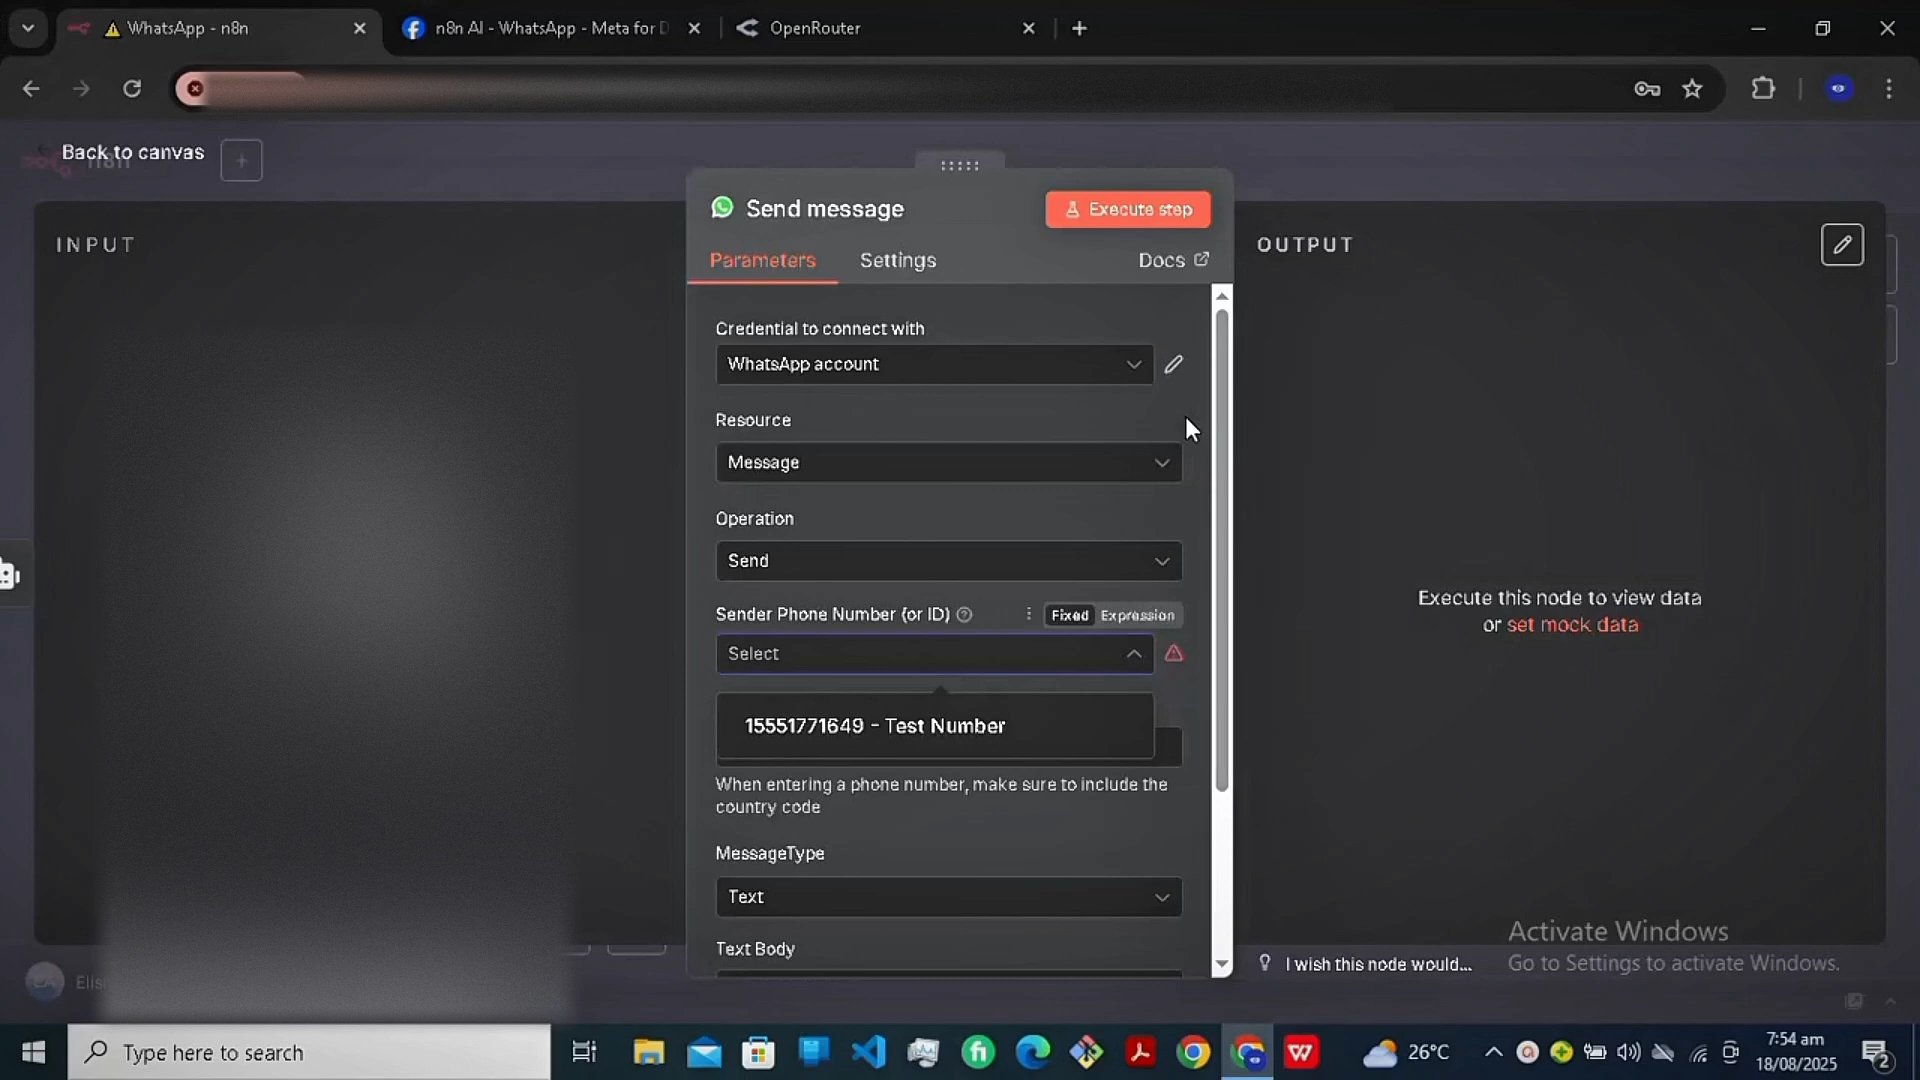 WhatsApp - n8n
n8n AI - WhatsApp - Meta for D
OpenRouter
Back to canvas
n8n
INPUT
Send message
Execute step
Parameters
Settings
Docs
Credential to connect with
WhatsApp account
Resource
Message
Operation
Send
Sender Phone Number (or ID)
Fixed
Expression
Select
15551771649 - Test Number
When entering a phone number, make sure to include the
country code
MessageType
Text
Text Body
OUTPUT
Execute this node to view data
or set mock data
I wish this node would...
Activate Windows
Go to Settings to activate Windows.
Elis
Type here to search
26°C
7:54 am
18/08/2025
2